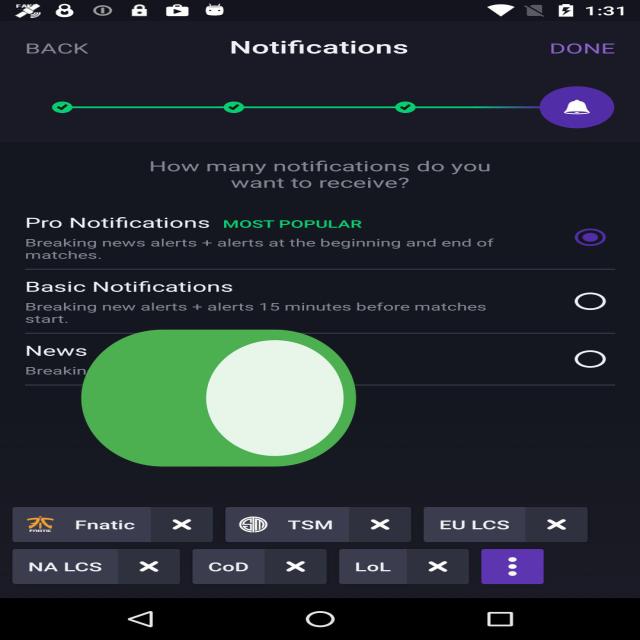 FAKE
1:31
BACK
Notifications
DONE
How many notifications do you
want to receive?
Pro Notifications MOST POPULAR
Breaking news alerts + alerts at the beginning and end of
matches.
Basic Notifications
Breaking new alerts + alerts 15 minutes before matches
start.
News
Fnatic
TSM
EU LCS
FNATIC
NA LCS
CoD
LoL